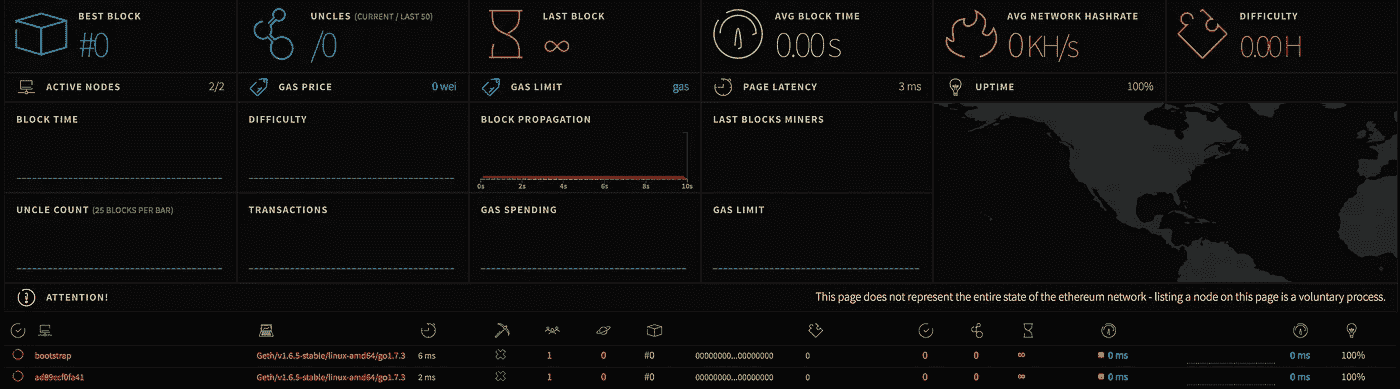 BEST BLOCK
#0
UNCLES (CURRENT / LAST 50)
/0
LAST BLOCK
∞
AVG BLOCK TIME
0.00 s
AVG NETWORK HASHRATE
0 KH/s
DIFFICULTY
0.00 H
ACTIVE NODES 2/2
GAS PRICE 0 wei
GAS LIMIT gas
PAGE LATENCY 3 ms
UPTIME 100%
BLOCK TIME
DIFFICULTY
BLOCK PROPAGATION
0s 2s 4s 6s 8s 10s
LAST BLOCKS MINERS
UNCLE COUNT (25 BLOCKS PER BAR)
TRANSACTIONS
GAS SPENDING
GAS LIMIT
ATTENTION! This page does not represent the entire state of the ethereum network - listing a node on this page is a voluntary process.
bootstrap Geth/v1.6.5-stable/linux-amd64/go1.7.3 6 ms 1 0 #0 00000000...00000000 0 0 0 ∞ 0 ms 0 ms 100%
ad89ccf0fa41 Geth/v1.6.5-stable/linux-amd64/go1.7.3 2 ms 1 0 #0 00000000...00000000 0 0 0 ∞ 0 ms 0 ms 100%